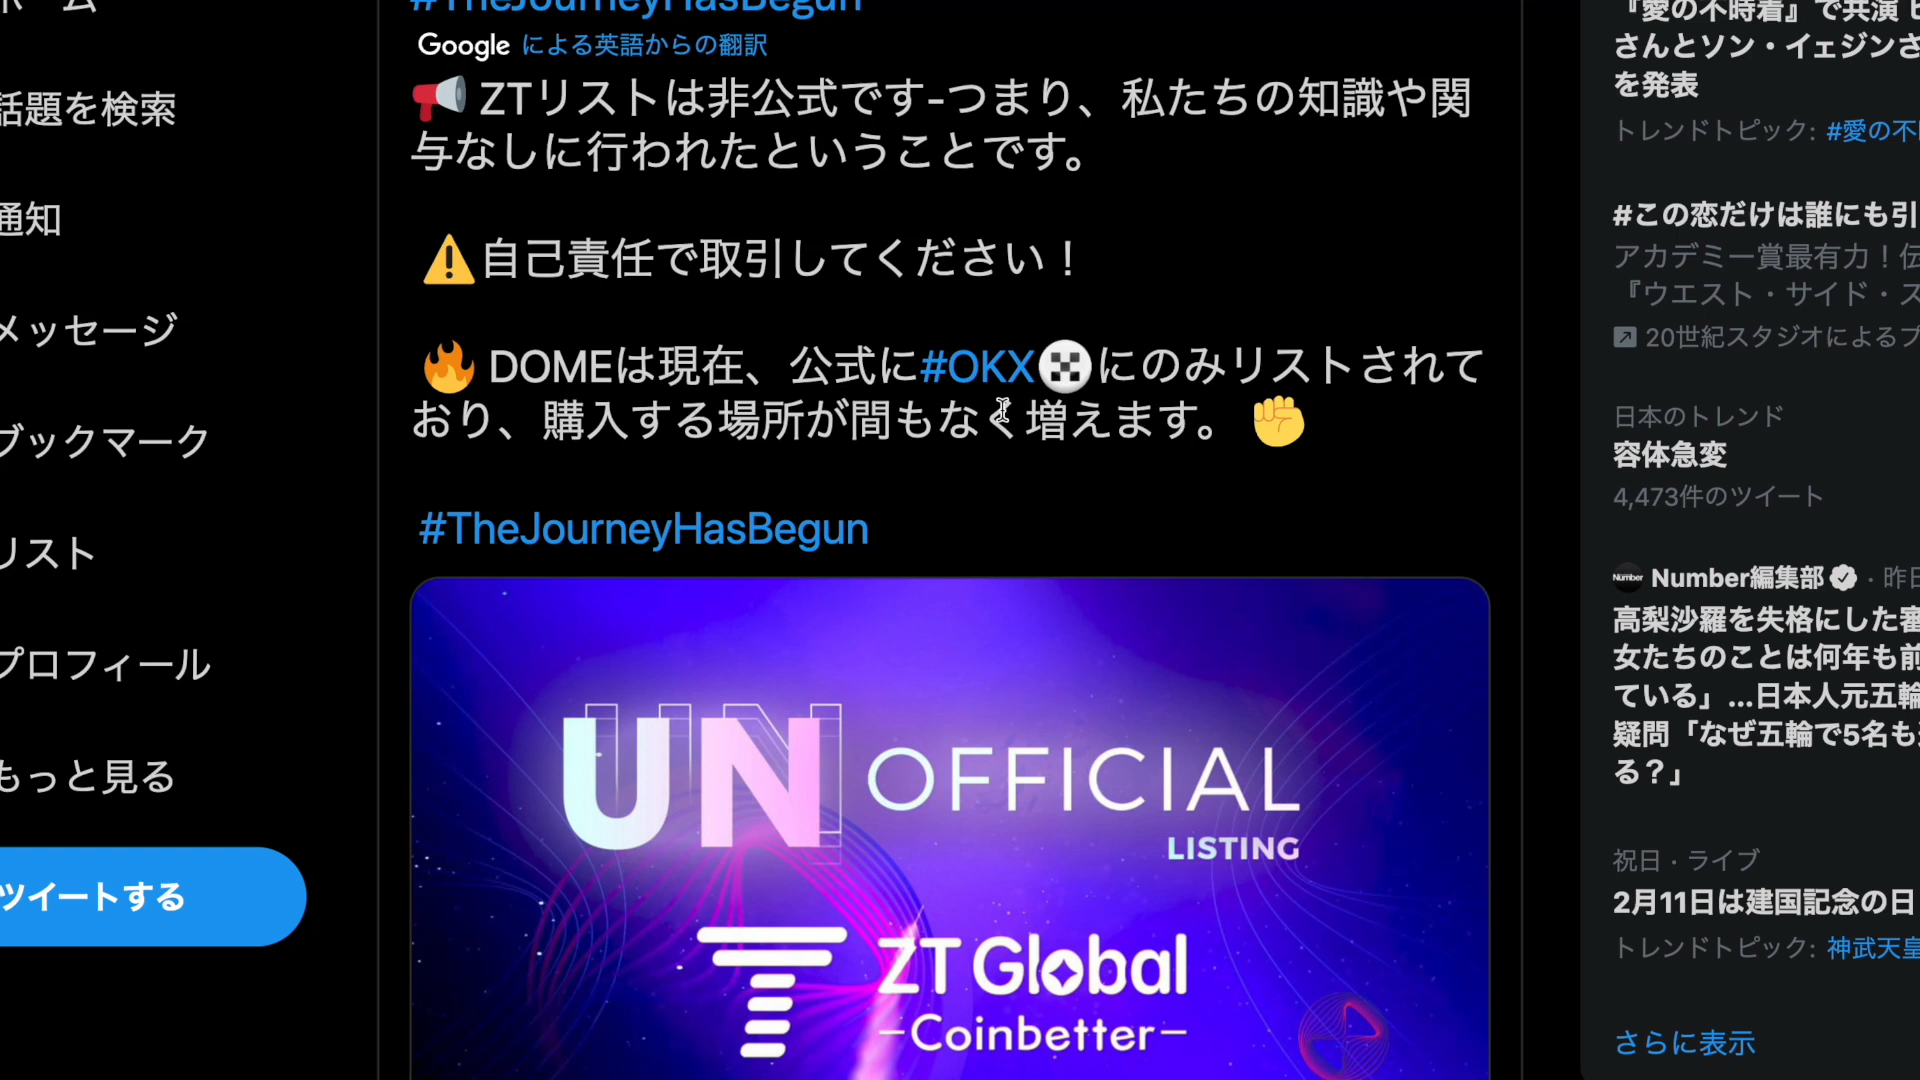 ホーム
話題を検索
通知
メッセージ
ブックマーク
リスト
プロフィール
もっと見る
ツイートする
#TheJourneyHasBegun
Google による英語からの翻訳
📢 ZTリストは非公式です-つまり、私たちの知識や関
与なしに行われたということです。
⚠️自己責任で取引してください！
🔥 DOMEは現在、公式に#OKXにのみリストされて
おり、購入する場所が間もなく増えます。 ✊
#TheJourneyHasBegun
UN OFFICIAL
LISTING
ZT Global
-Coinbetter-
『愛の不時着』で共演
さんとソン・イェジンさ
を発表
トレンドトピック: #愛の不
#この恋だけは誰にも引
アカデミー賞最有力！伝
『ウエスト・サイド・ス
20世紀スタジオによるプ
日本のトレンド
容体急変
4,473件のツイート
Number
Number編集部 · 昨日
高梨沙羅を失格にした審
女たちのことは何年も前
ている」...日本人元五輪
疑問「なぜ五輪で5名も
る？」
祝日・ライブ
2月11日は建国記念の日
トレンドトピック: 神武天皇
さらに表示